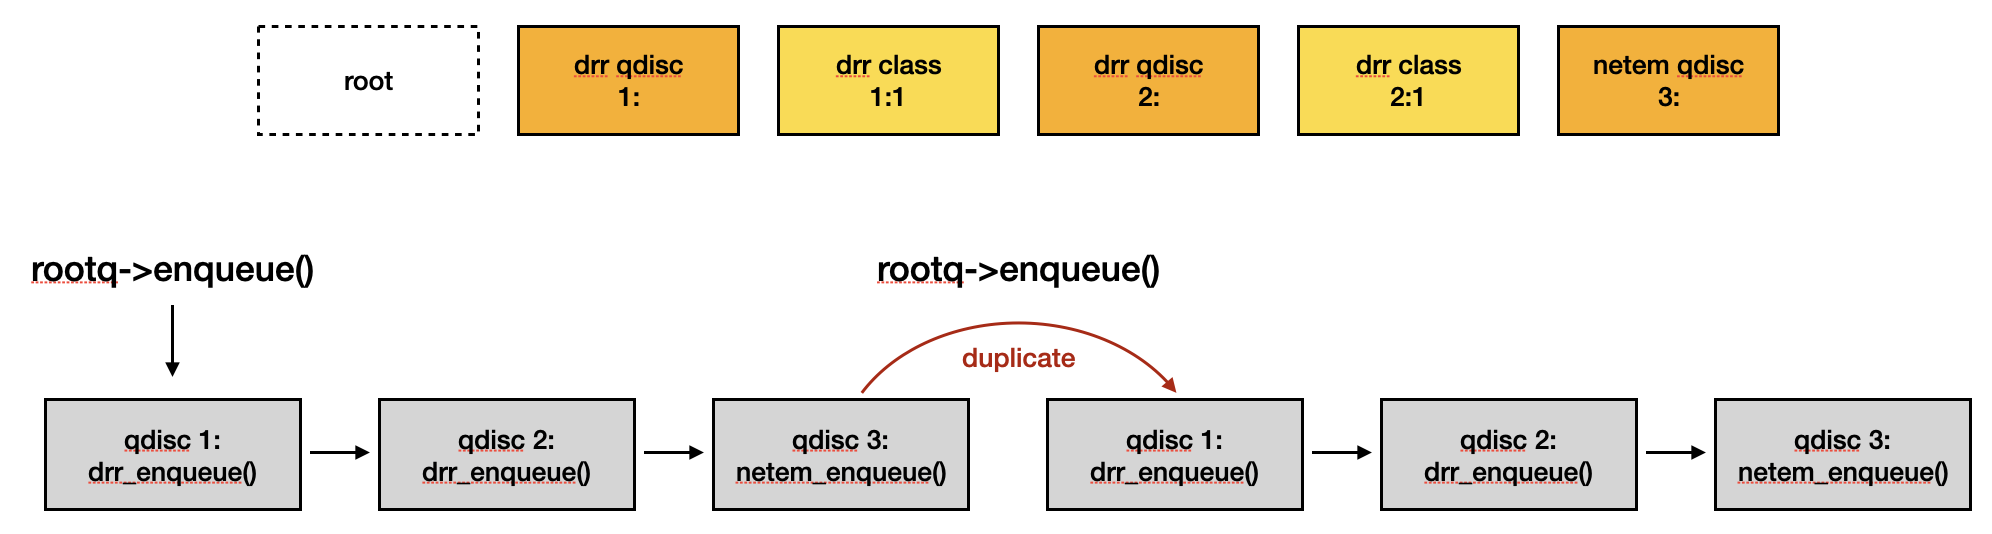 root
drr qdisc
1:
drr class
1:1
drr qdisc
2:
drr class
2:1
netem qdisc
3:
rootq->enqueue()
rootq->enqueue()
duplicate
qdisc 1:
drr_enqueue()
qdisc 2:
drr_enqueue()
qdisc 3:
netem_enqueue()
qdisc 1:
drr_enqueue()
qdisc 2:
drr_enqueue()
qdisc 3:
netem_enqueue()